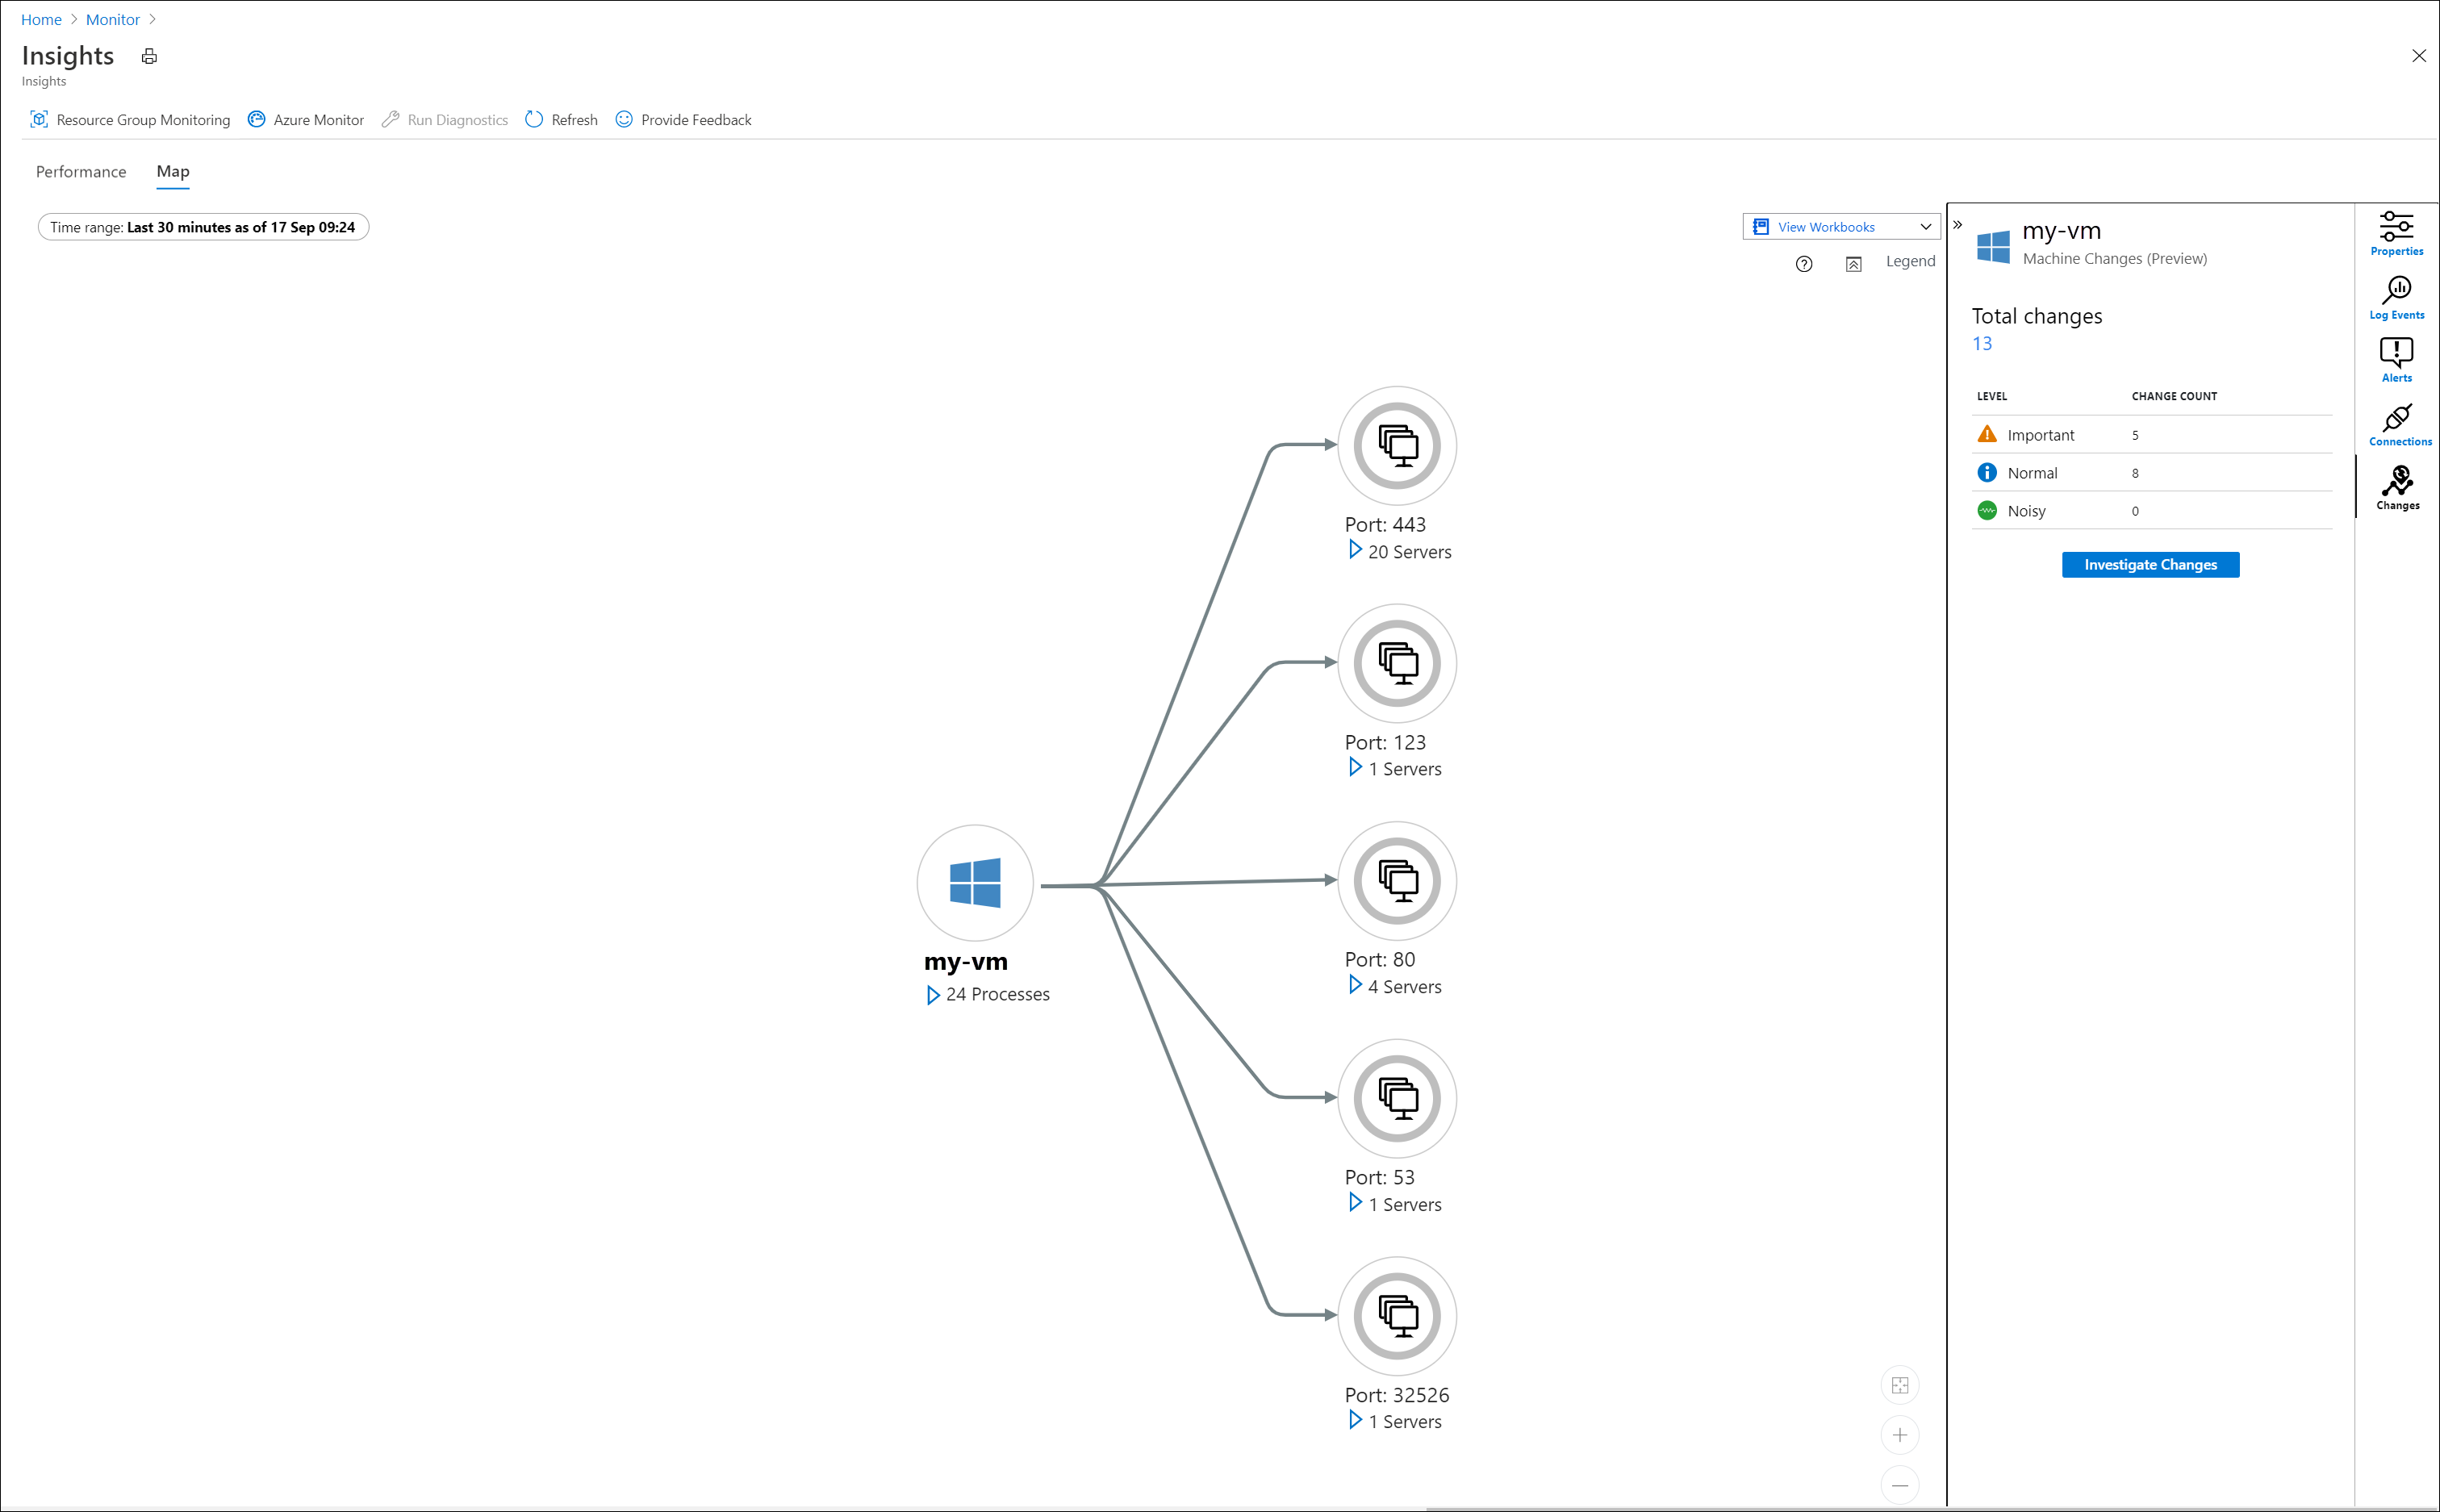 Home > Monitor >
Insights
Insights
Resource Group Monitoring Azure Monitor Run Diagnostics Refresh Provide Feedback
Performance Map
Time range: Last 30 minutes as of 17 Sep 09:24
View Workbooks
Legend
Port: 443
20 Servers
Port: 123
1 Servers
my-vm
24 Processes
Port: 80
4 Servers
Port: 53
1 Servers
Port: 32526
1 Servers
my-vm
Machine Changes (Preview)
Total changes
13
LEVEL CHANGE COUNT
Important 5
Normal 8
Noisy 0
Investigate Changes
Properties
Log Events
Alerts
Connections
Changes